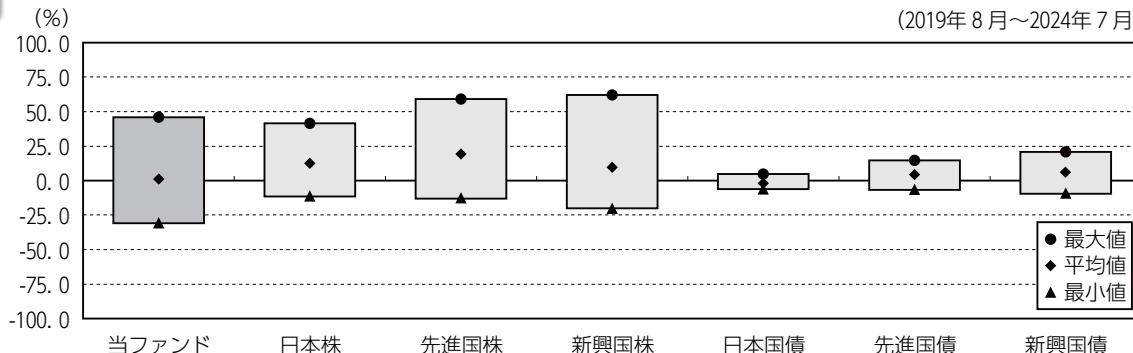 (%)
(2019年8月～2024年7月
100.0
75.0
50.0
25.0
0.0
-25.0
-50.0
-75.0
-100.0
● 最大値
◆ 平均値
▲ 最小値
当ファンド 日本株 先進国株 新興国株 日本国債 先進国債 新興国債